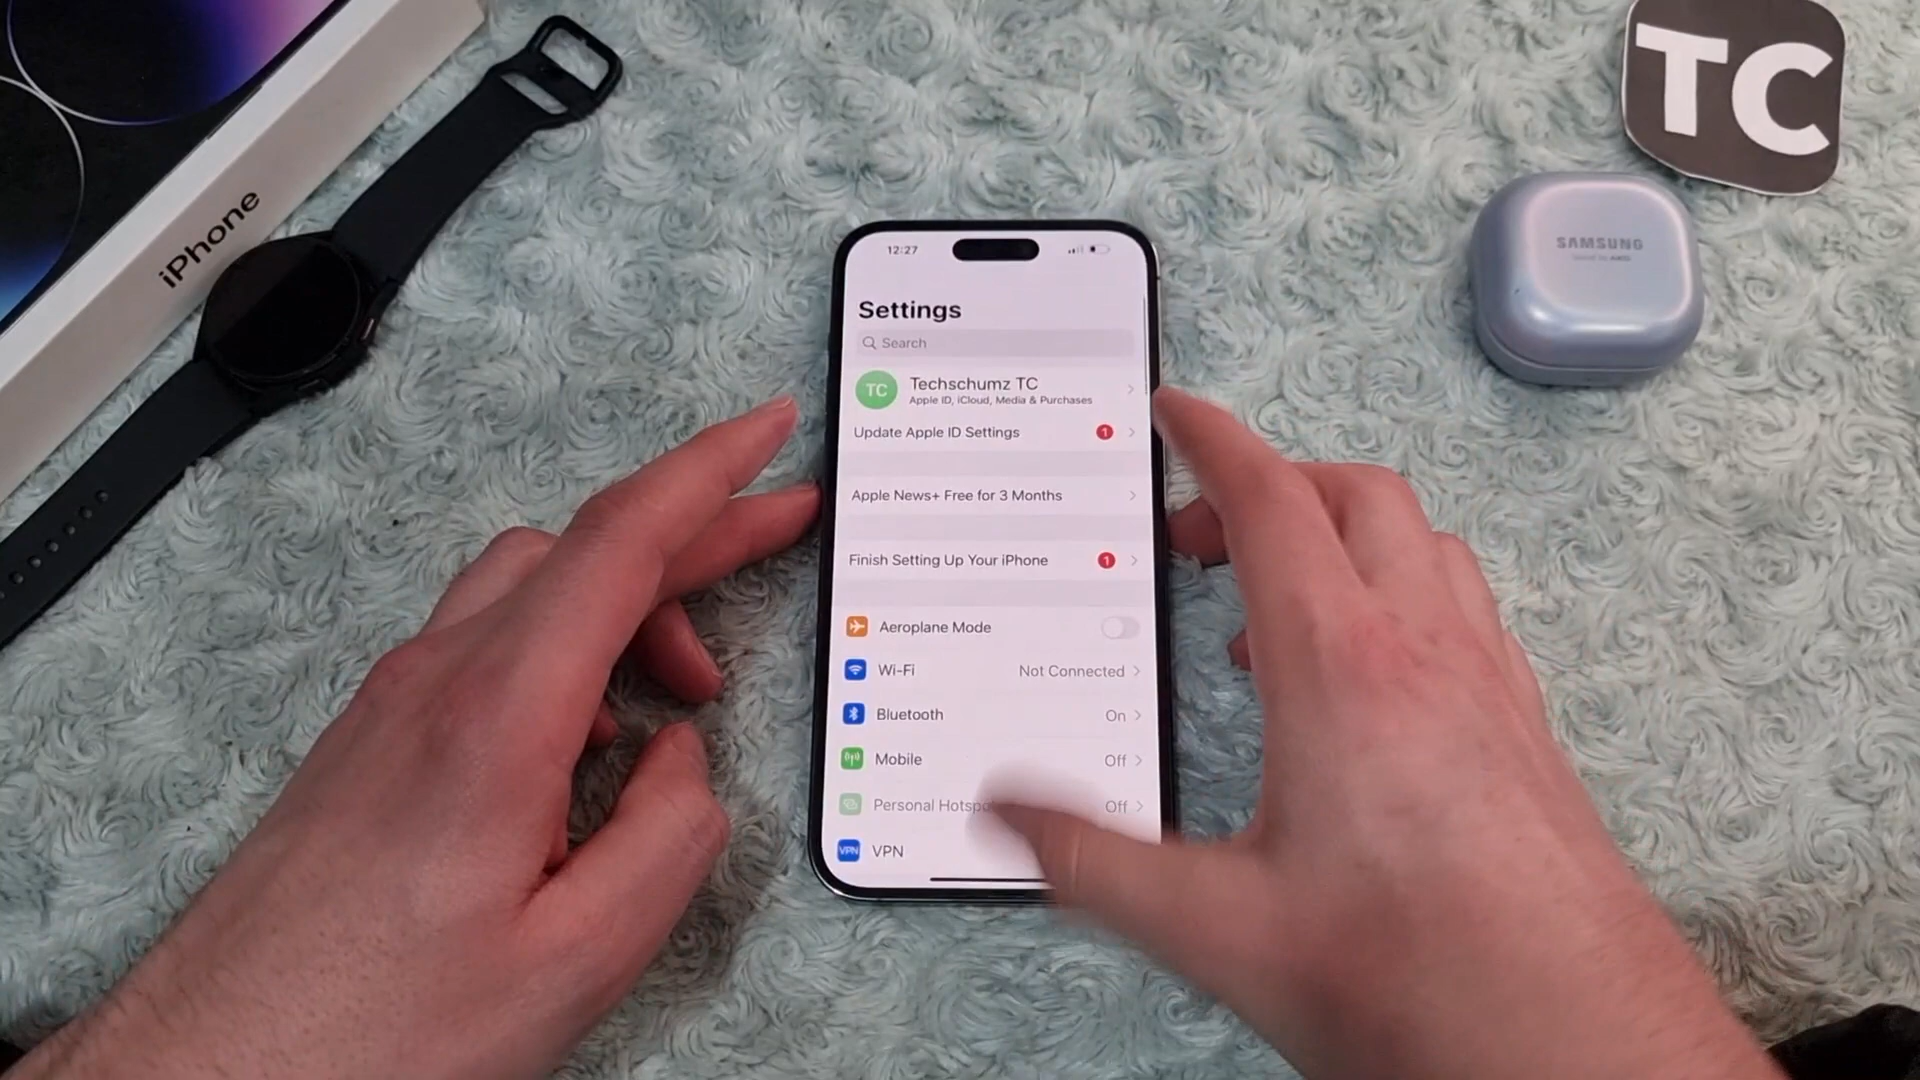 iPhone
TC
SAMSUNG
12:27
Settings
Search
TC
Techschumz TC
Apple ID, iCloud, Media & Purchases
Update Apple ID Settings 1
Apple News+ Free for 3 Months
Finish Setting Up Your iPhone 1
Aeroplane Mode
Wi-Fi Not Connected
Bluetooth On
Mobile Off
Personal Off
VPN VPN